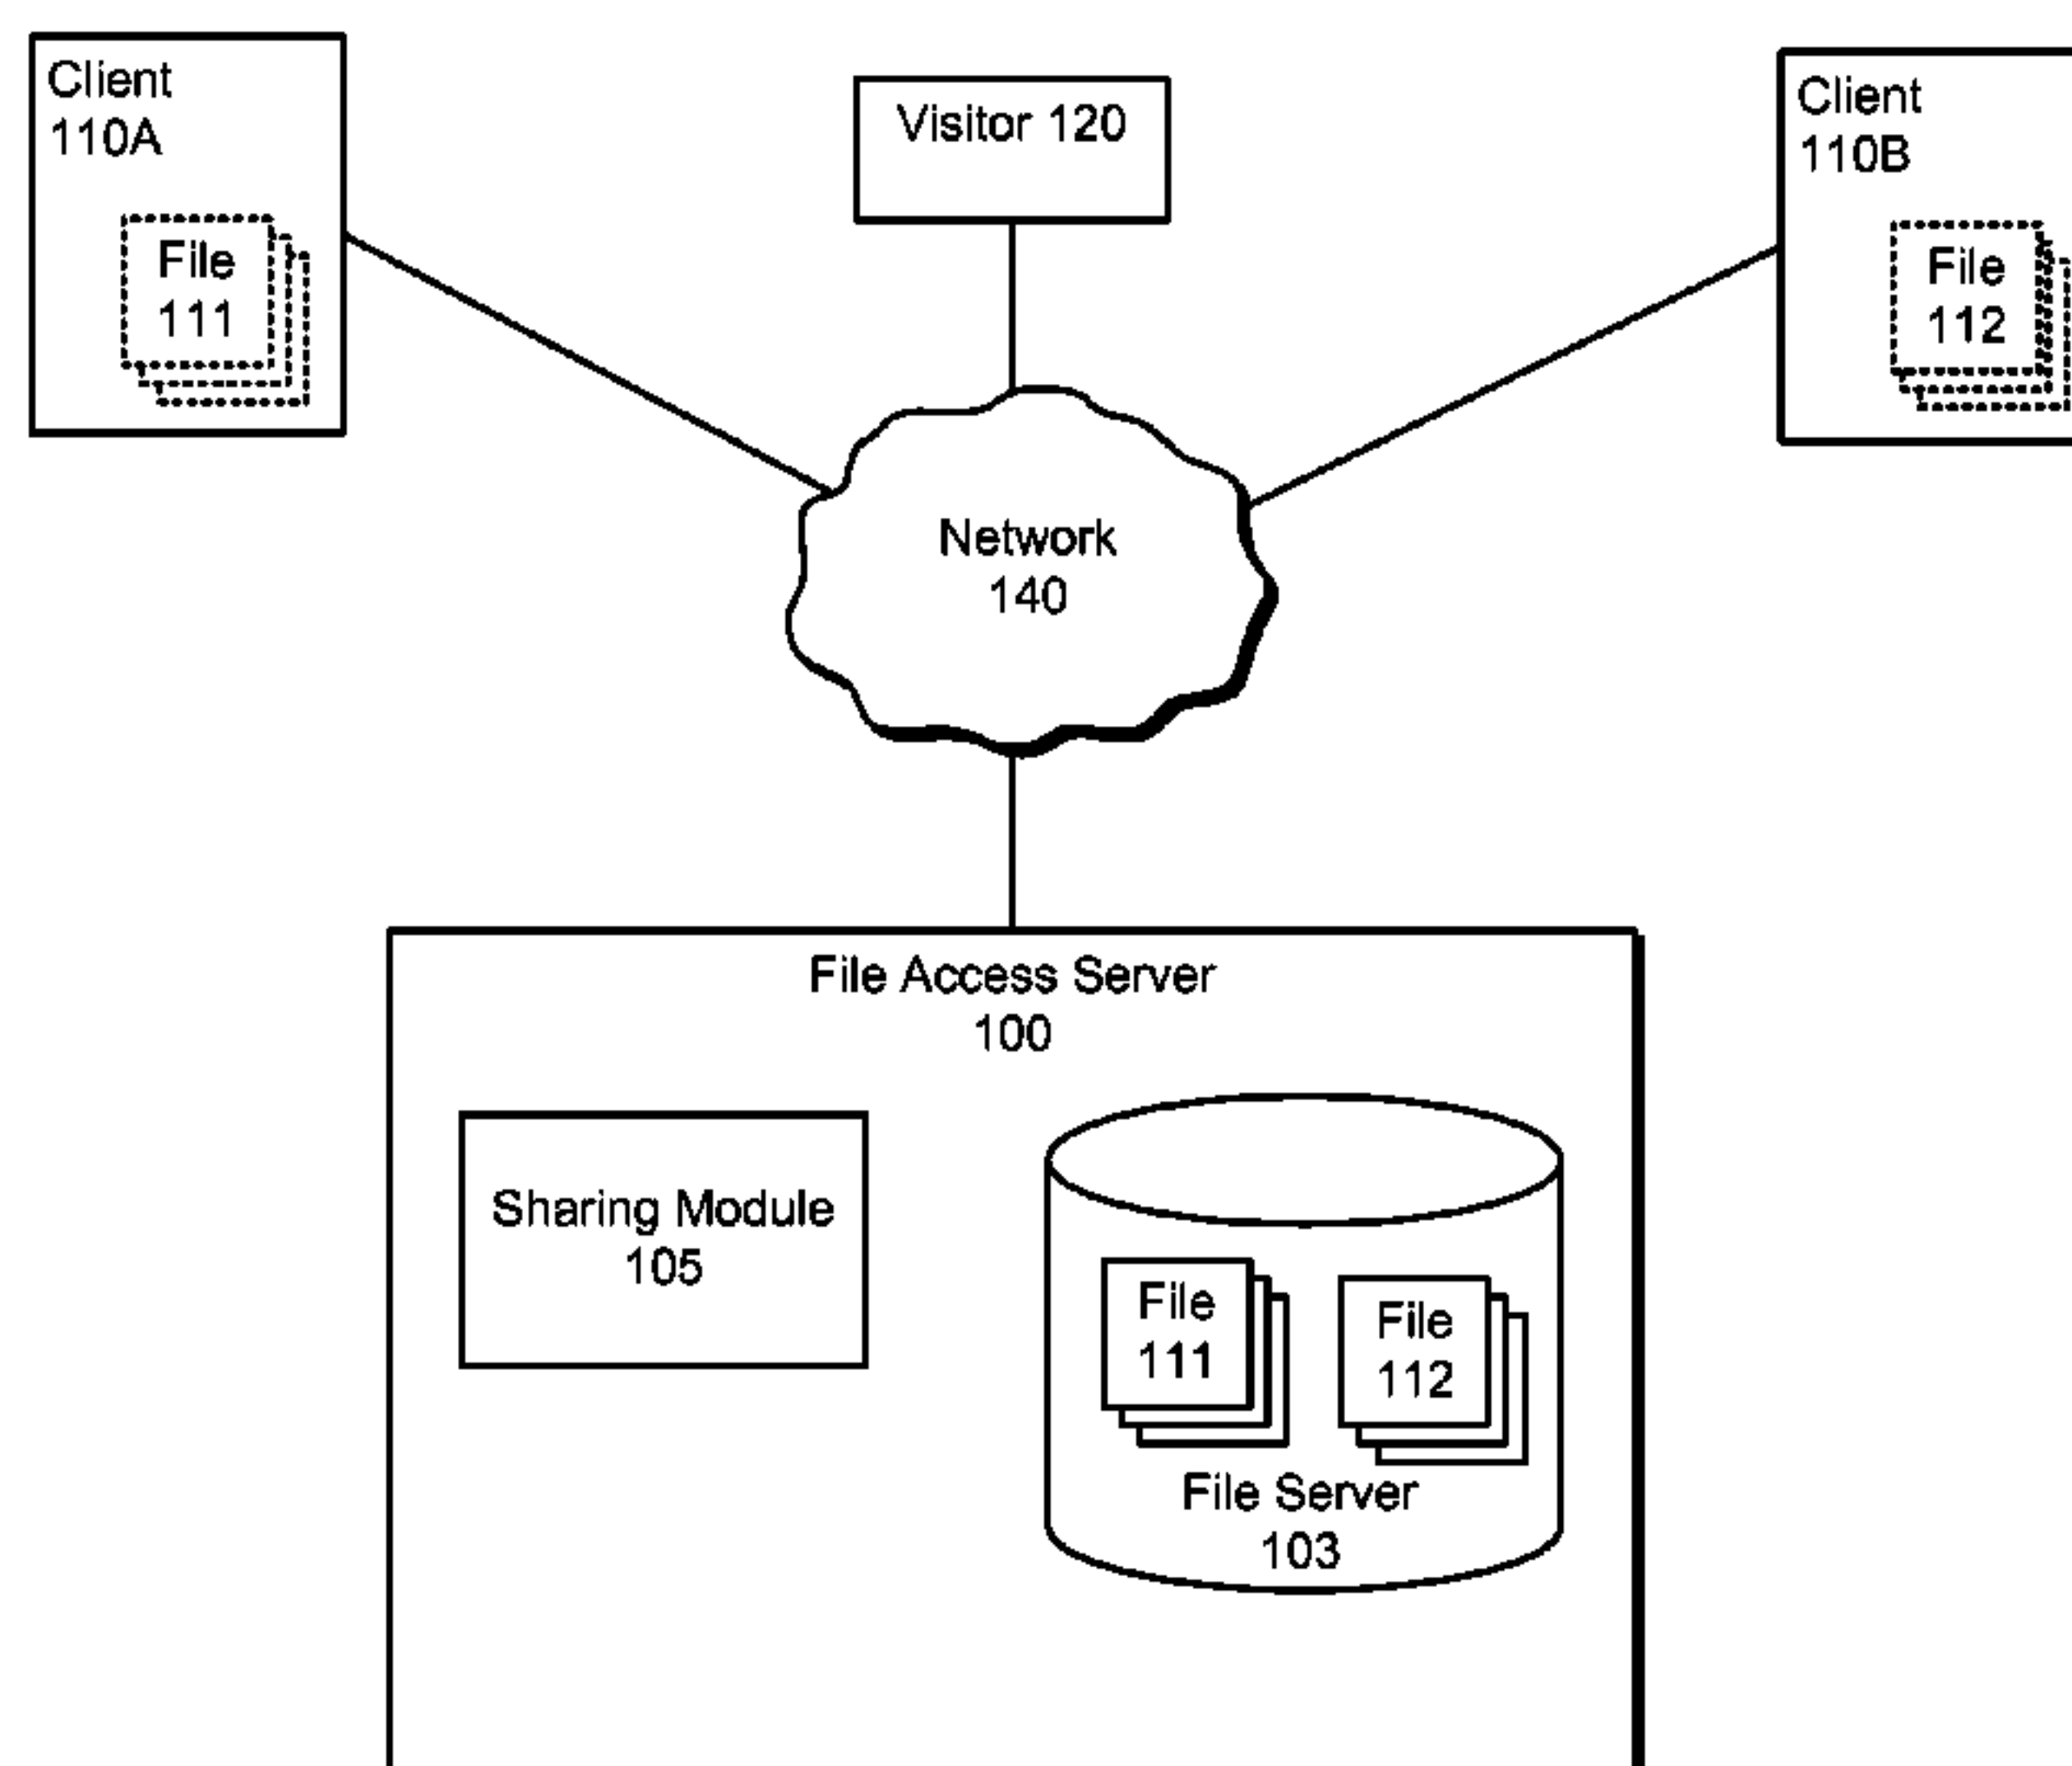 Client
110A
File
111
Visitor 120
Client
110B
File
112
Network
140
File Access Server
100
Sharing Module
105
File
111
File
112
File Server
103